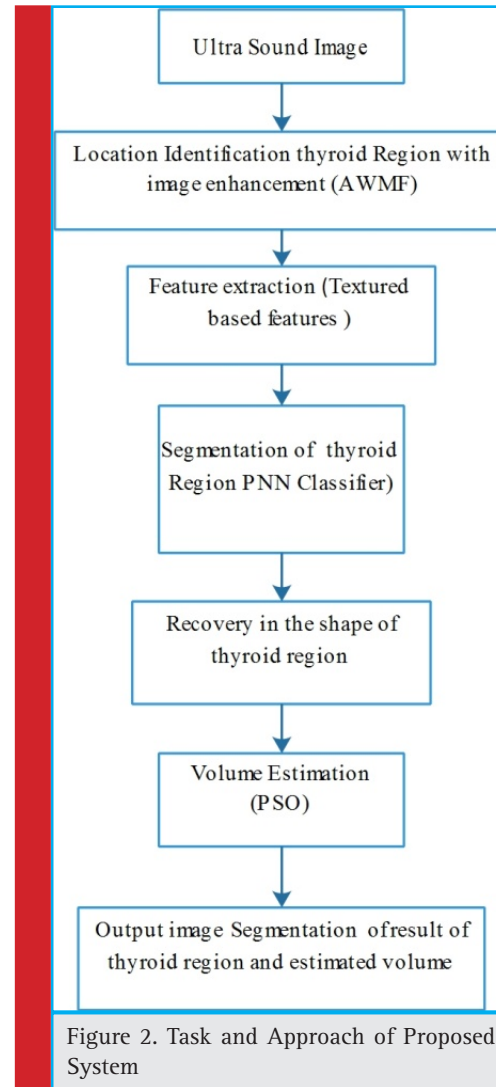 Ultra Sound Image
Location Identification thyroid Region with
image enhancement (AWMF)
Feature extraction (Textured
based features )
Segmentation of thyroid
Region PNN Classifier)
Recovery in the shape of
thyroid region
Volume Estimation
(PSO)
Output image Segmentation ofresult of
thyroid region and estimated volume
Figure 2. Task and Approach of Proposed
System